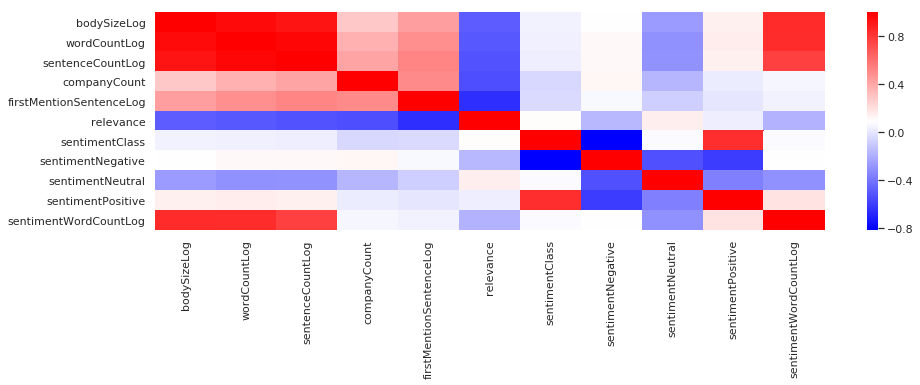 bodySizeLog
wordCountLog
sentenceCountLog
companyCount
firstMentionSentenceLog
relevance
sentimentClass
sentimentNegative
sentimentNeutral
sentimentPositive
sentimentWordCountLog
bodySizeLog
wordCountLog
sentenceCountLog
companyCount
firstMentionSentenceLog
relevance
sentimentClass
sentimentNegative
sentimentNeutral
sentimentPositive
sentimentWordCountLog
0.8
0.4
0.0
−0.4
−0.8